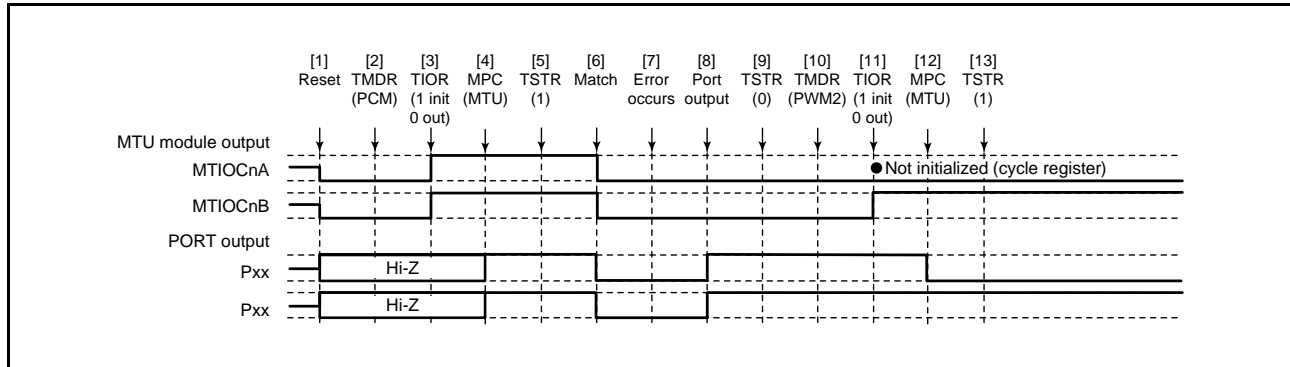 [1] [2] [3] [4] [5] [6] [7] [8] [9] [10] [11] [12] [13]
Reset TMDR TIOR MPC TSTR Match Error Port TSTR TMDR TIOR MPC TSTR
(PCM) (1 init (MTU) (1) occurs output (0) (PWM2) (1 init (MTU) (1)
0 out) 0 out)
MTU module output
MTIOCnA
●Not initialized (cycle register)
MTIOCnB
PORT output
Pxx
Hi-Z
Pxx
Hi-Z